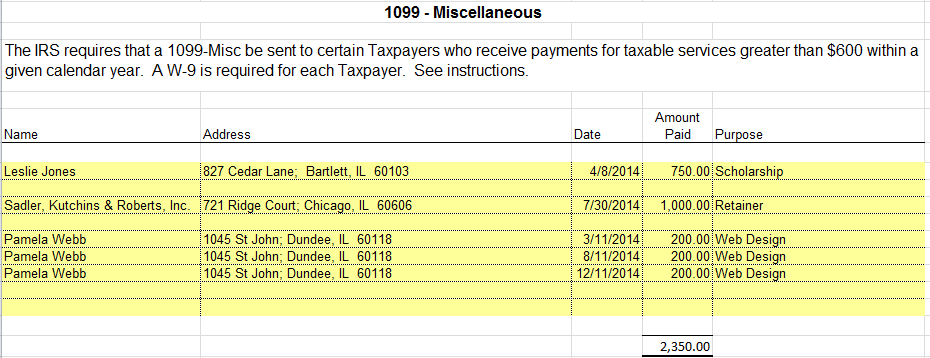 1099 - Miscellaneous
The IRS requires that a 1099-Misc be sent to certain Taxpayers who receive payments for taxable services greater than $600 within a
given calendar year.  A W-9 is required for each Taxpayer.  See instructions.
Amount
Name Address Date Paid Purpose
Leslie Jones 827 Cedar Lane;  Bartlett, IL  60103 4/8/2014 750.00 Scholarship
Sadler, Kutchins & Roberts, Inc. 721 Ridge Court; Chicago, IL  60606 7/30/2014 1,000.00 Retainer
Pamela Webb 1045 St John; Dundee, IL  60118 3/11/2014 200.00 Web Design
Pamela Webb 1045 St John; Dundee, IL  60118 8/11/2014 200.00 Web Design
Pamela Webb 1045 St John; Dundee, IL  60118 12/11/2014 200.00 Web Design
2,350.00